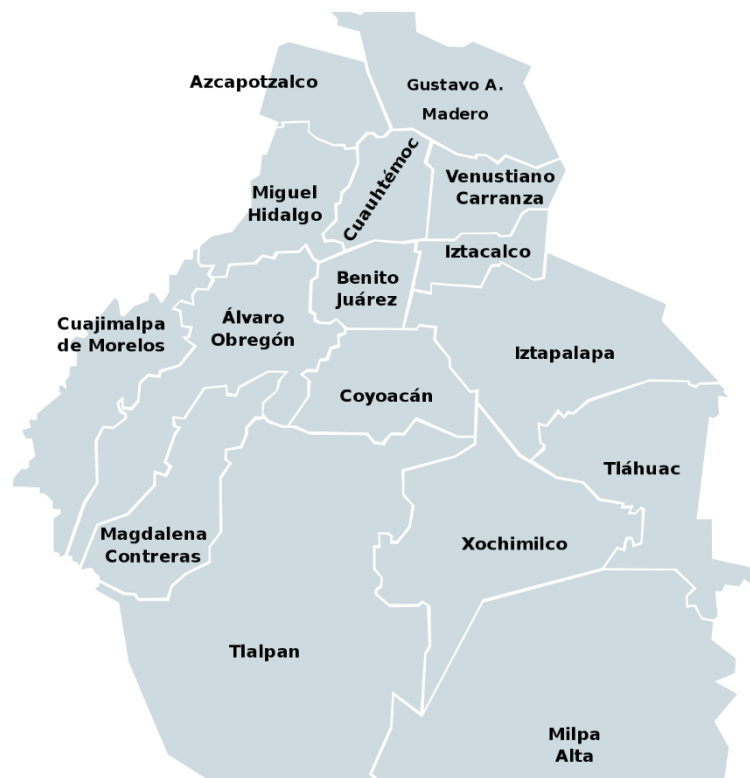 Azcapotzalco
Gustavo A.
Madero
Cuauhtémoc
Venustiano
Carranza
Miguel
Hidalgo
Iztacalco
Benito
Juárez
Cuajimalpa
de Morelos
Álvaro
Obregón
Iztapalapa
Coyoacán
Tláhuac
Magdalena
Contreras
Xochimilco
Tlalpan
Milpa
Alta